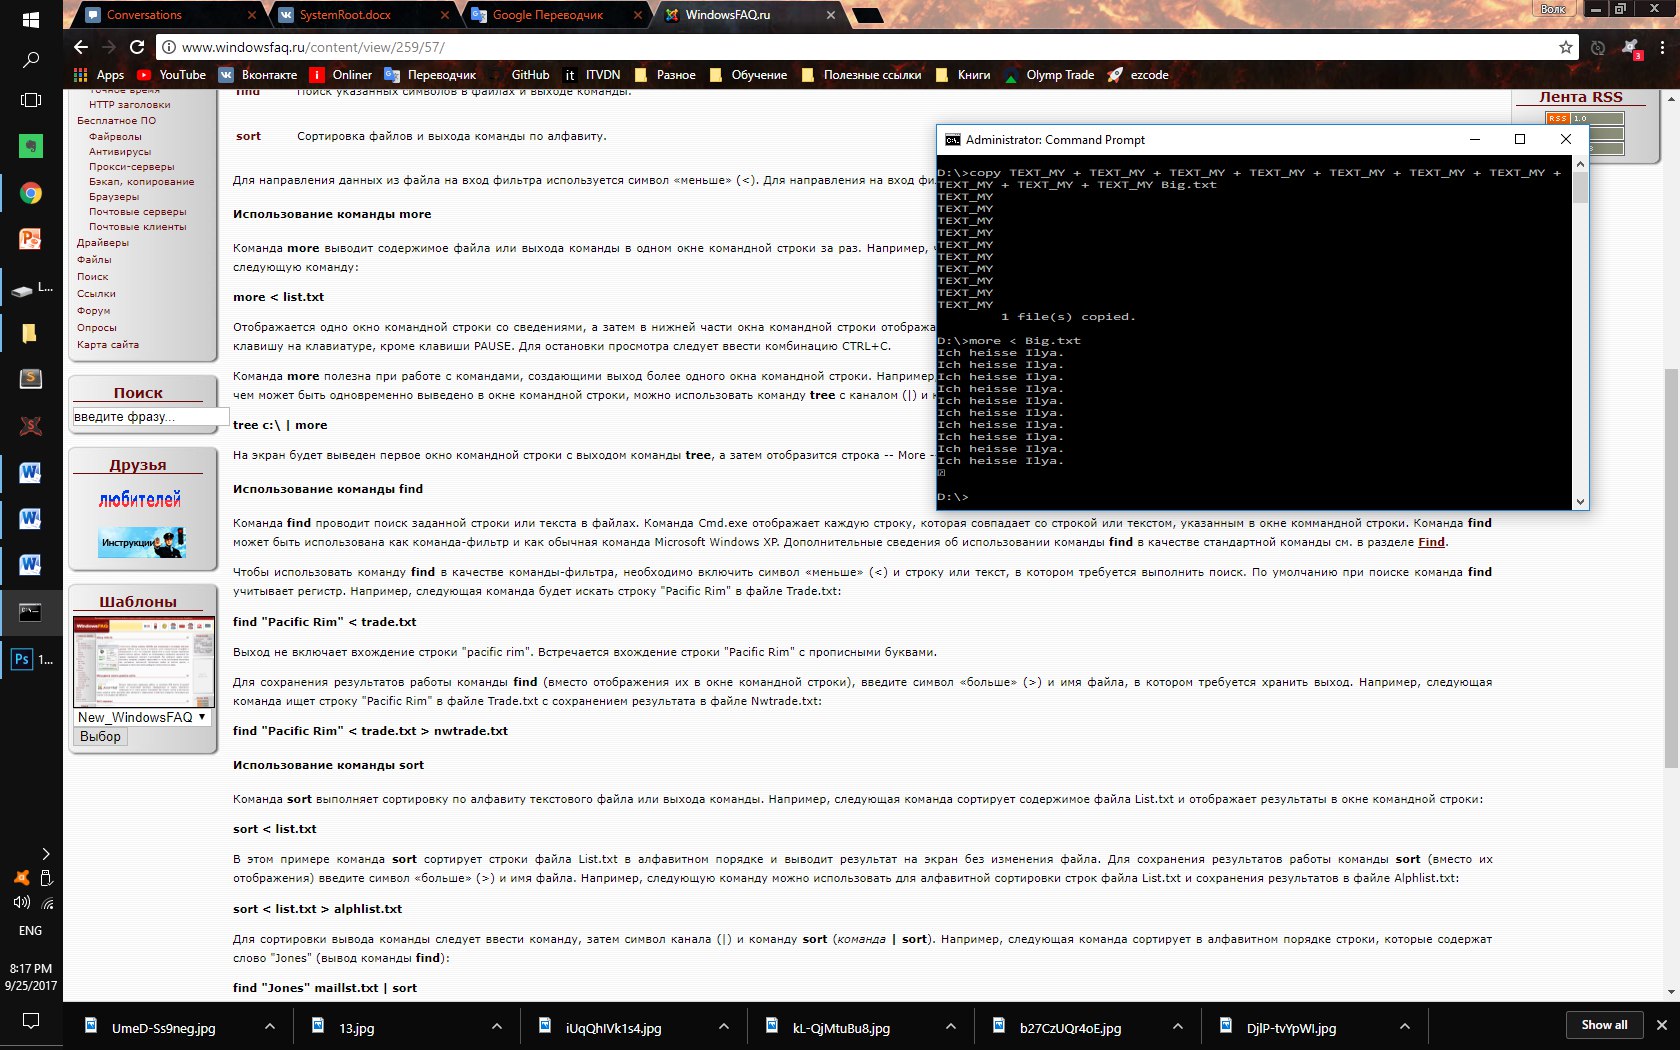 Conversations
SystemRoot.docx
Google Переводчик
WindowsFAQ.ru
Волк
www.windowsfaq.ru/content/view/259/57/
Apps
YouTube
Вконтакте
Onliner
Переводчик
GitHub
it ITVDN
Разное
Обучение
Полезные ссылки
Книги
Olymp Trade
ezcode
Точное время
HTTP заголовки
Бесплатное ПО
Файрволы
Антивирусы
Прокси-серверы
Бэкап, копирование
Браузеры
Почтовые серверы
Почтовые клиенты
Драйверы
Файлы
Поиск
Ссылки
Форум
Опросы
Карта сайта
Поиск
введите фразу...
Друзья
любителей
Инструкции
Шаблоны
New_WindowsFAQ
Выбор
find Поиск указанных символов в файлах и выходе команды.
sort Сортировка файлов и выхода команды по алфавиту.
Для направления данных из файла на вход фильтра используется символ «меньше» (<). Для направления на вход
Использование команды more
Команда more выводит содержимое файла или выхода команды в одном окне командной строки за раз. Например,
следующую команду:
more < list.txt
Отображается одно окно командной строки со сведениями, а затем в нижней части окна командной строки
клавишу на клавиатуре, кроме клавиши PAUSE. Для остановки просмотра следует ввести комбинацию CTRL+C.
Команда more полезна при работе с командами, создающими выход более одного окна командной строки. Например,
чем может быть одновременно выведено в окне командной строки, можно использовать команду tree с каналом (|) и
tree c:\ | more
На экран будет выведен первое окно командной строки с выходом команды tree, а затем отобразится строка -- More --
Использование команды find
Команда find проводит поиск заданной строки или текста в файлах. Команда Cmd.exe отображает каждую строку, которая совпадает со строкой или текстом, указанным в окне коммандной строки. Команда find
может быть использована как команда-фильтр и как обычная команда Microsoft Windows XP. Дополнительные сведения об использовании команды find в качестве стандартной команды см. в разделе Find.
Чтобы использовать команду find в качестве команды-фильтра, необходимо включить символ «меньше» (<) и строку или текст, в котором требуется выполнить поиск. По умолчанию при поиске команда find
учитывает регистр. Например, следующая команда будет искать строку "Pacific Rim" в файле Trade.txt:
find "Pacific Rim" < trade.txt
Выход не включает вхождение строки "pacific rim". Встречается вхождение строки "Pacific Rim" с прописными буквами.
Для сохранения результатов работы команды find (вместо отображения их в окне командной строки), введите символ «больше» (>) и имя файла, в котором требуется хранить выход. Например, следующая
команда ищет строку "Pacific Rim" в файле Trade.txt с сохранением результата в файле Nwtrade.txt:
find "Pacific Rim" < trade.txt > nwtrade.txt
Использование команды sort
Команда sort выполняет сортировку по алфавиту текстового файла или выхода команды. Например, следующая команда сортирует содержимое файла List.txt и отображает результаты в окне командной строки:
sort < list.txt
В этом примере команда sort сортирует строки файла List.txt в алфавитном порядке и выводит результат на экран без изменения файла. Для сохранения результатов работы команды sort (вместо их
отображения) введите символ «больше» (>) и имя файла. Например, следующую команду можно использовать для алфавитной сортировки строк файла List.txt и сохранения результатов в файле Alphlist.txt:
sort < list.txt > alphlist.txt
Для сортировки вывода команды следует ввести команду, затем символ канала (|) и команду sort (команда | sort). Например, следующая команда сортирует в алфавитном порядке строки, которые содержат
слово "Jones" (вывод команды find):
find "Jones" maillst.txt | sort
Лента RSS
RSS 1.0
Administrator: Command Prompt
D:\>copy TEXT_MY + TEXT_MY + TEXT_MY + TEXT_MY + TEXT_MY + TEXT_MY + TEXT_MY +
TEXT_MY + TEXT_MY + TEXT_MY Big.txt
TEXT_MY
TEXT_MY
TEXT_MY
TEXT_MY
TEXT_MY
TEXT_MY
TEXT_MY
TEXT_MY
TEXT_MY
TEXT_MY
1 file(s) copied.
D:\>more < Big.txt
Ich heisse Ilya.
Ich heisse Ilya.
Ich heisse Ilya.
Ich heisse Ilya.
Ich heisse Ilya.
Ich heisse Ilya.
Ich heisse Ilya.
Ich heisse Ilya.
Ich heisse Ilya.
Ich heisse Ilya.
D:\>
L...
Ps 1...
ENG
8:17 PM
9/25/2017
UmeD-Ss9neg.jpg
13.jpg
iUqQhIVk1s4.jpg
kL-QjMtuBu8.jpg
b27CzUQr4oE.jpg
DjlP-tvYpWI.jpg
Show all